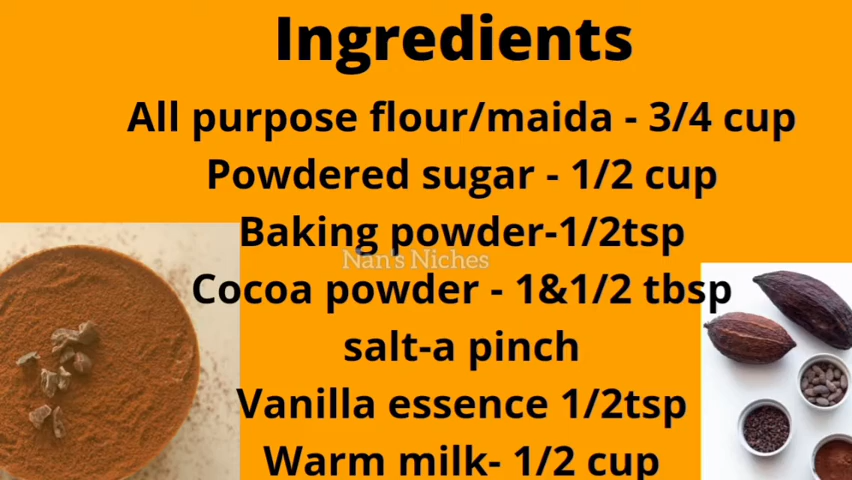 Ingredients
All purpose flour/maida - 3/4 cup
Powdered sugar - 1/2 cup
Baking powder-1/2tsp
Nan's Niches
Cocoa powder - 1&1/2 tbsp
salt-a pinch
Vanilla essence 1/2tsp
Warm milk- 1/2 cup